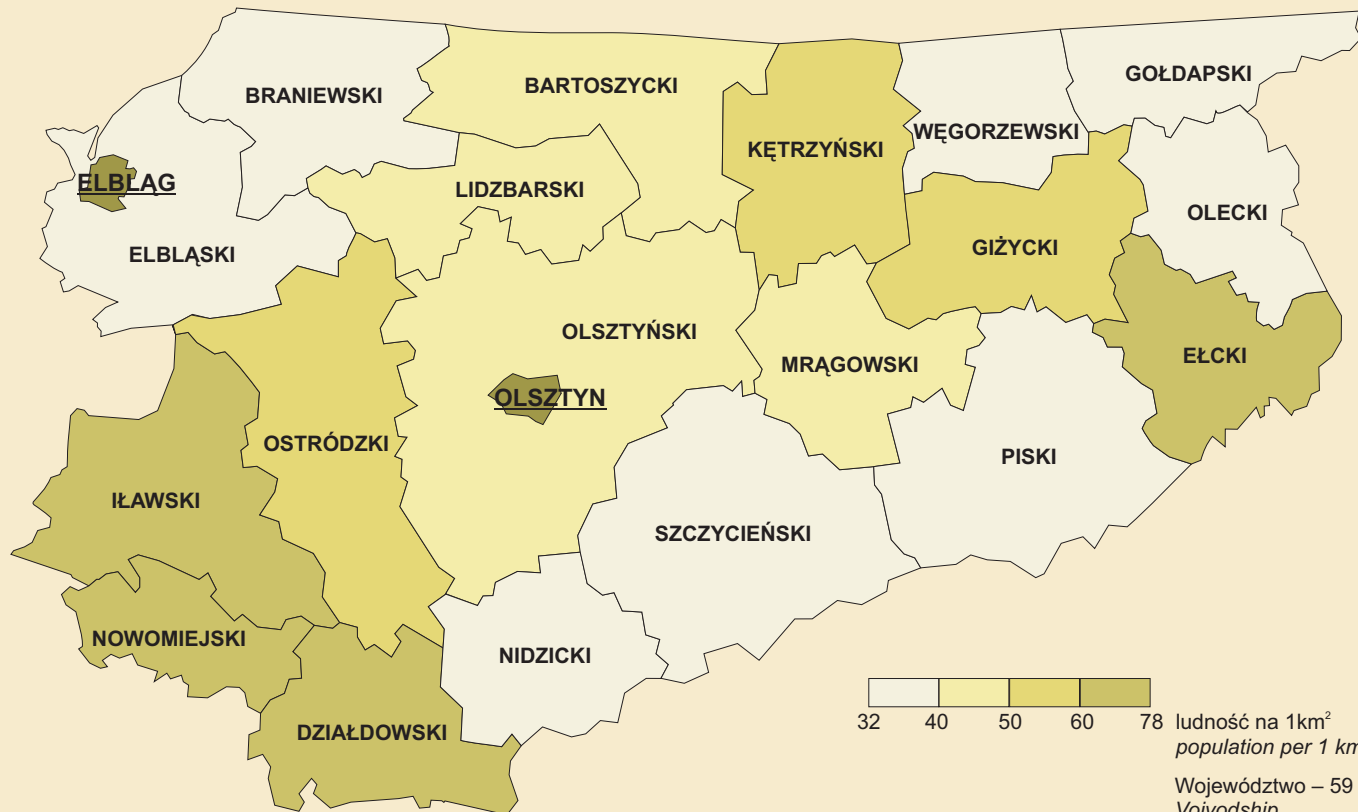 GOŁDAPSKI
BARTOSZYCKI
BRANIEWSKI
WĘGORZEWSKI
KĘTRZYŃSKI
ELBLĄG
LIDZBARSKI
OLECKI
ELBLĄSKI
GIŻYCKI
OLSZTYŃSKI
EŁCKI
MRĄGOWSKI
OLSZTYN
OSTRÓDZKI
PISKI
IŁAWSKI
SZCZYCIEŃSKI
NOWOMIEJSKI
NIDZICKI
DZIAŁDOWSKI
32 40 50 60 78
ludność na 1km²
population per 1 km
Województwo – 59
Voivodship